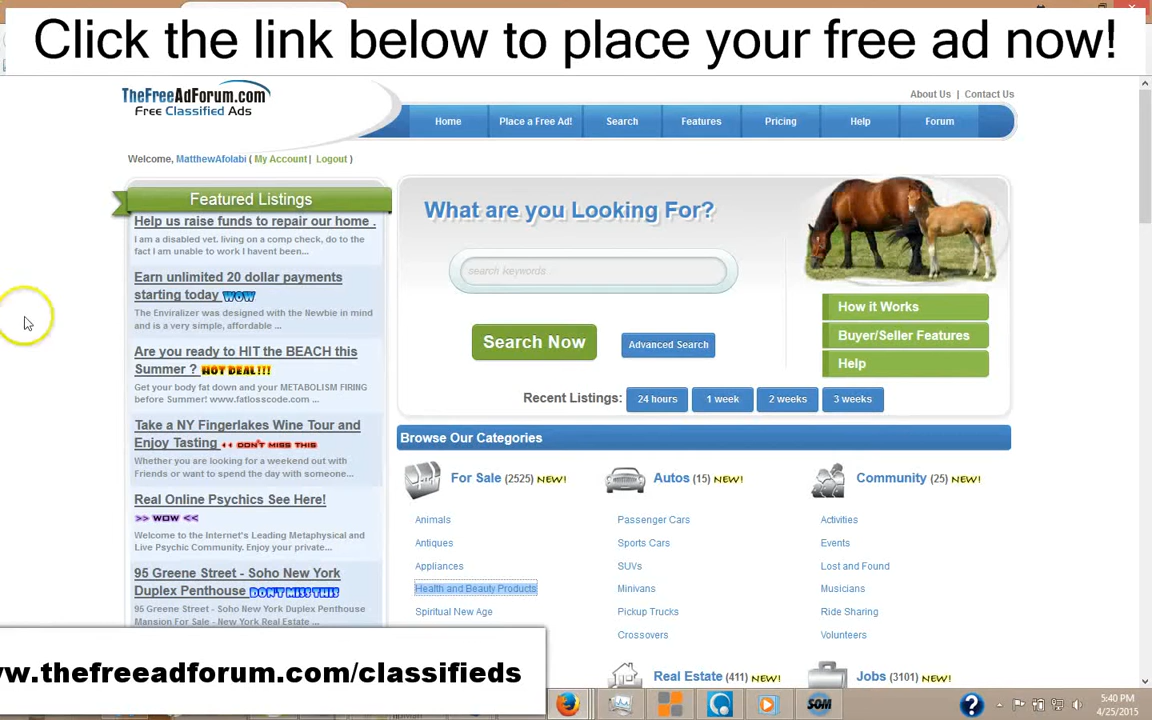 Click the link below to place your free ad now!
TheFreeAdForum.com
Free Classified Ads
About Us | Contact Us
Home
Place a Free Ad!
Search
Features
Pricing
Help
Forum
Welcome, MatthewAfolabi ( My Account | Logout )
Featured Listings
Help us raise funds to repair our home .
I am a disabled vet. living on a comp check, do to the
fact I am unable to work I havent been...
Earn unlimited 20 dollar payments
starting today WOW
The Enviralizer was designed with the Newbie in mind
and is a very simple, affordable ...
Are you ready to HIT the BEACH this
Summer ? HOT DEAL!!!
Get your body fat down and your METABOLISM FIRING
before Summer! www.fatlosscode.com ...
Take a NY Fingerlakes Wine Tour and
Enjoy Tasting DON'T MISS THIS
Whether you are looking for a weekend out with
Friends or want to spend the day with someone...
Real Online Psychics See Here!
>> WOW <<
Welcome to the Internet's Leading Metaphysical and
Live Psychic Community. Enjoy your private...
95 Greene Street - Soho New York
Duplex Penthouse DON'T MISS THIS
95 Greene Street - Soho New York Duplex Penthouse
Mansion For Sale - New York Real Estate ...
What are you Looking For?
search keywords...
Search Now
Advanced Search
How it Works
Buyer/Seller Features
Help
Recent Listings:
24 hours
1 week
2 weeks
3 weeks
Browse Our Categories
For Sale (2525) NEW!
Animals
Antiques
Appliances
Health and Beauty Products
Spiritual New Age
Autos (15) NEW!
Passenger Cars
Sports Cars
SUVs
Minivans
Pickup Trucks
Crossovers
Community (25) NEW!
Activities
Events
Lost and Found
Musicians
Ride Sharing
Volunteers
Real Estate (411) NEW!
Jobs (3101) NEW!
w.thefreeadforum.com/classifieds
SOM
5:40 PM
4/25/2015